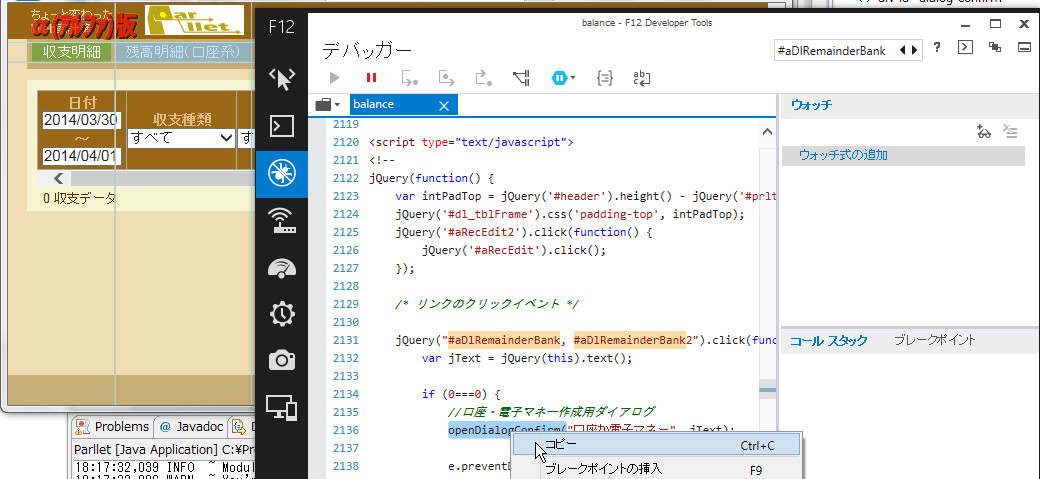 ちょっと変わった
α(アルファ)版
Parllet.
収支明細
残高明細(口座系)
日付
2014/03/30
～
2014/04/01
収支種類
すべて
す
0 収支データ
F12
balance - F12 Developer Tools
デバッガー
#aDlRemainderBank
?
balance
2119
2120 <script type="text/javascript">
2121 <!--
2122 jQuery(function() {
2123 var intPadTop = jQuery('#header').height() - jQuery('#prlt
2124 jQuery('#dl_tblFrame').css('padding-top', intPadTop);
2125 jQuery('#aRecEdit2').click(function() {
2126 jQuery('#aRecEdit').click();
2127 });
2128
2129 /* リンクのクリックイベント */
2130
2131 jQuery("#aDlRemainderBank, #aDlRemainderBank2").click(func
2132 var jText = jQuery(this).text();
2133
2134 if (0===0) {
2135 //口座・電子マネー作成用ダイアログ
2136 openDialogConfirm("口座か電子マネー", jText);
2137
2138 e.preventD
コピー Ctrl+C
ブレークポイントの挿入 F9
ウォッチ
ウォッチ式の追加
コール スタック
ブレークポイント
Problems
@ Javadoc
D
Parllet [Java Application] C:¥Pr
18:17:32,039 INFO ~ Modul